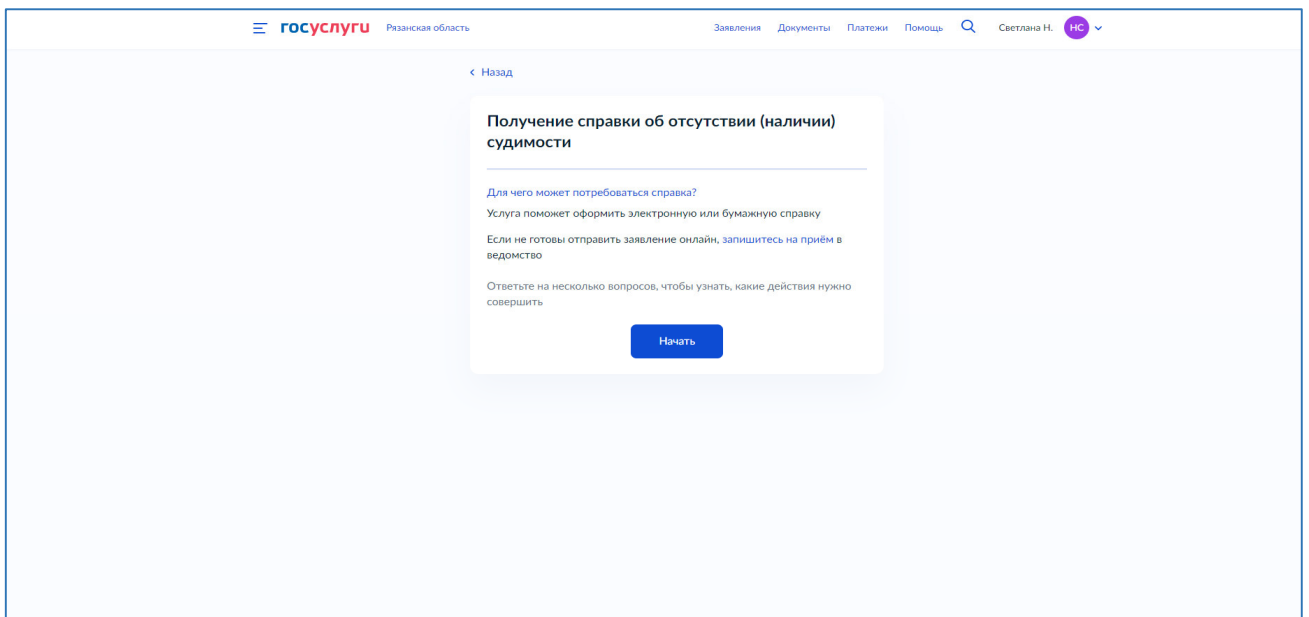 госуслуги Рязанская область Заявления Документы Платежи Помощь Светлана Н. НС
Назад
Получение справки об отсутствии (наличии)
судимости
Для чего может потребоваться справка?
Услуга поможет оформить электронную или бумажную справку
Если не готовы отправить заявление онлайн, запишитесь на приём в
ведомство
Ответьте на несколько вопросов, чтобы узнать, какие действия нужно
совершить
Начать